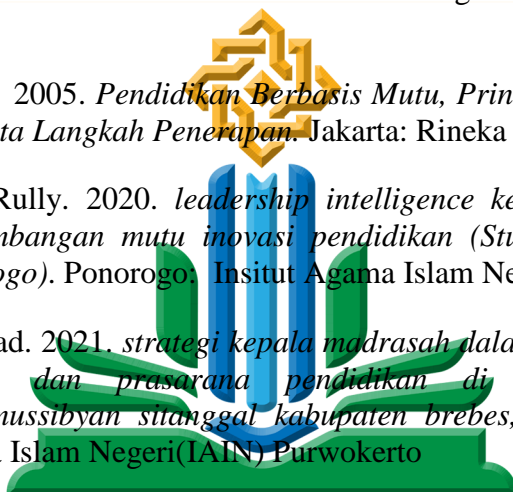 2005. Pendidikan Berbasis Mutu, Prin
ta Langkah Penerapan. Jakarta: Rineka
Rully. 2020. leadership intelligence ke
mbangan mutu inovasi pendidikan (Stu
ogo). Ponorogo: Insitut Agama Islam Ne
ad. 2021. strategi kepala madrasah dala
dan prasarana pendidikan di
mussibyan sitanggal kabupaten brebes,
Islam Negeri(IAIN) Purwokerto